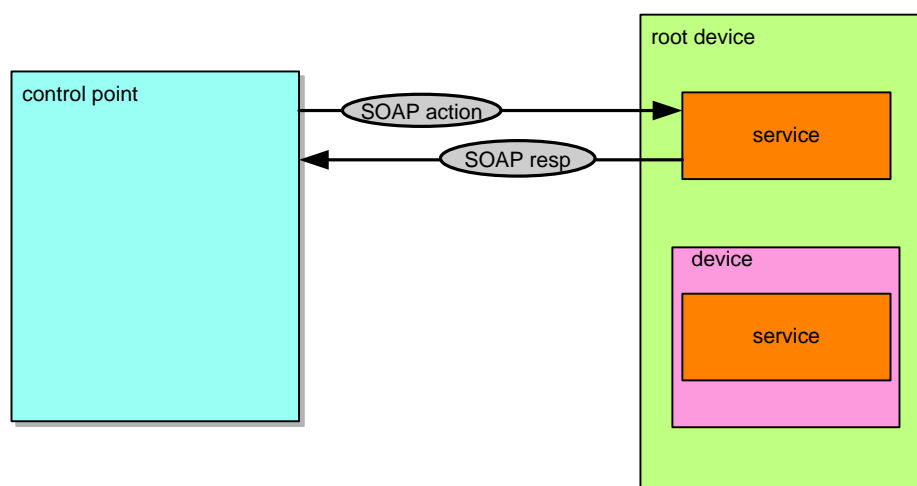 root device
control point
SOAP action
service
SOAP resp
device
service